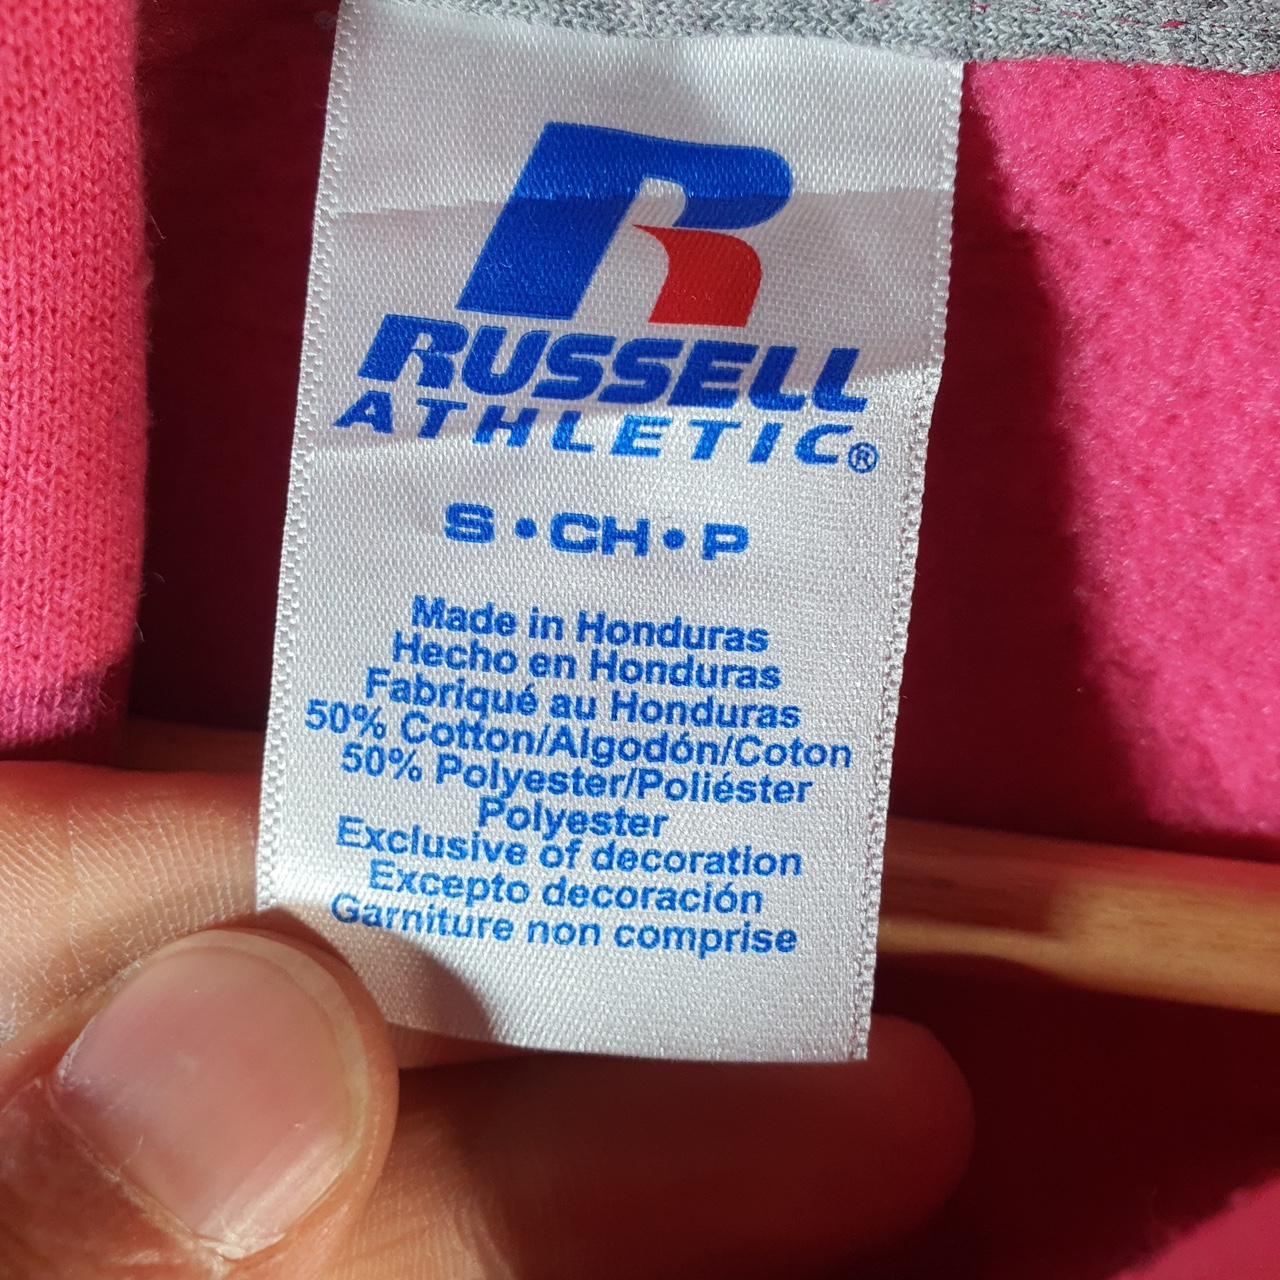 R
RUSSELL
ATHLETIC®
S • CH • P
Made in Honduras
Hecho en Honduras
Fabriqué au Honduras
50% Cotton/Algodón/Coton
50% Polyester/Poliéster
Polyester
Exclusive of decoration
Excepto decoración
Garniture non comprise